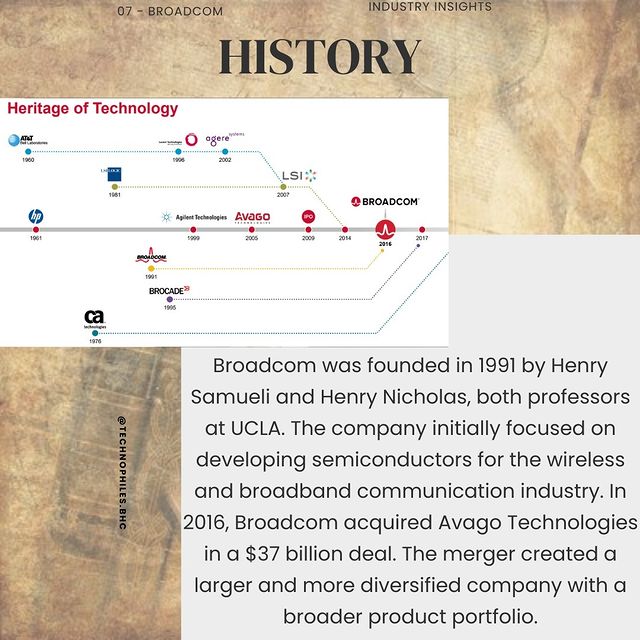 07 - BROADCOM
INDUSTRY INSIGHTS
HISTORY
Heritage of Technology
AT&T
Bell Laboratories
1960
Lucent Technologies
1996
agere systems
2002
LSI LOGIC
1981
LSI
2007
hp
1961
Agilent Technologies
1999
AVAGO
TECHNOLOGIES
2005
IPO
2009
2014
BROADCOM
2016
2017
BROADCOM
1991
BROCADE
1995
ca
technologies
1976
@TECHNOPHILES.BHC
Broadcom was founded in 1991 by Henry
Samueli and Henry Nicholas, both professors
at UCLA. The company initially focused on
developing semiconductors for the wireless
and broadband communication industry. In
2016, Broadcom acquired Avago Technologies
in a $37 billion deal. The merger created a
larger and more diversified company with a
broader product portfolio.